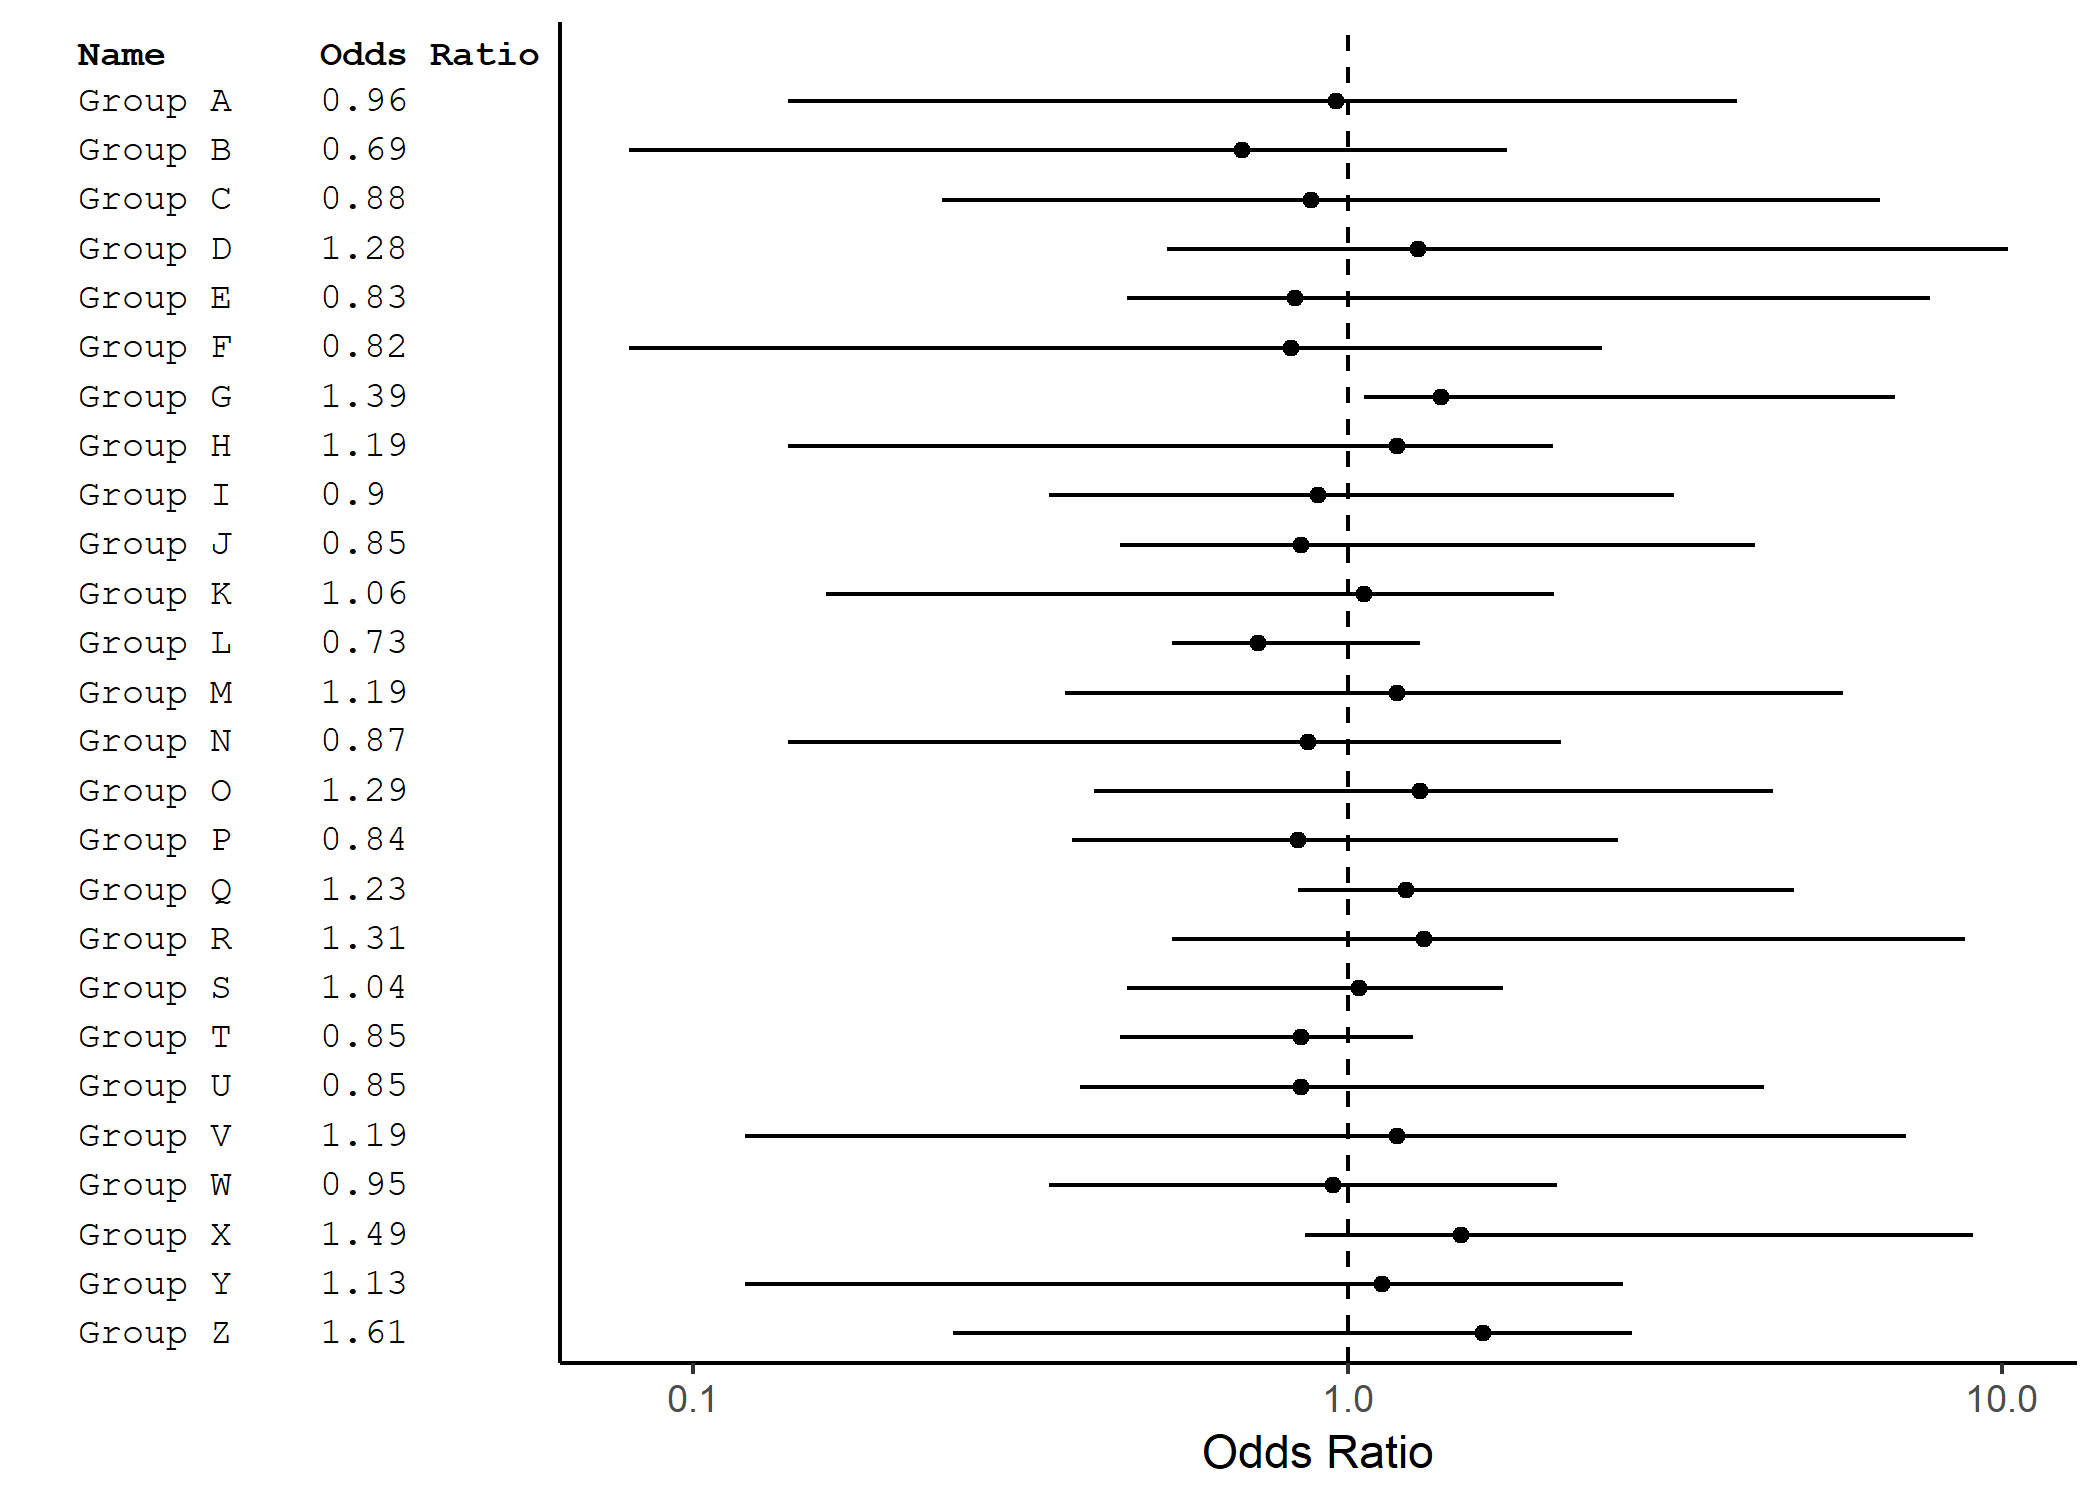 Name Odds Ratio
Group A 0.96
Group B 0.69
Group C 0.88
Group D 1.28
Group E 0.83
Group F 0.82
Group G 1.39
Group H 1.19
Group I 0.9
Group J 0.85
Group K 1.06
Group L 0.73
Group M 1.19
Group N 0.87
Group O 1.29
Group P 0.84
Group Q 1.23
Group R 1.31
Group S 1.04
Group T 0.85
Group U 0.85
Group V 1.19
Group W 0.95
Group X 1.49
Group Y 1.13
Group Z 1.61
0.1 1.0 10.0
Odds Ratio